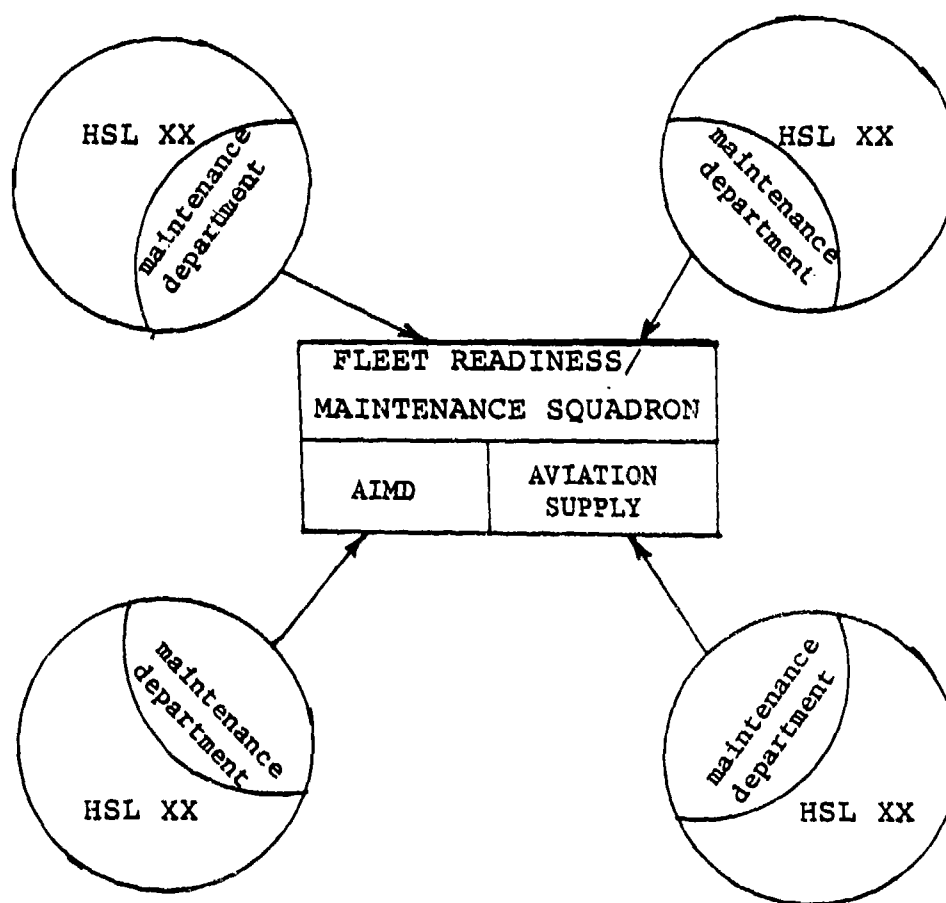 HSL XX
maintenance
department
HSL XX
maintenance
department
FLEET READINESS/
MAINTENANCE SQUADRON
AIMD
AVIATION
SUPPLY
maintenance
department
HSL XX
maintenance
department
HSL XX